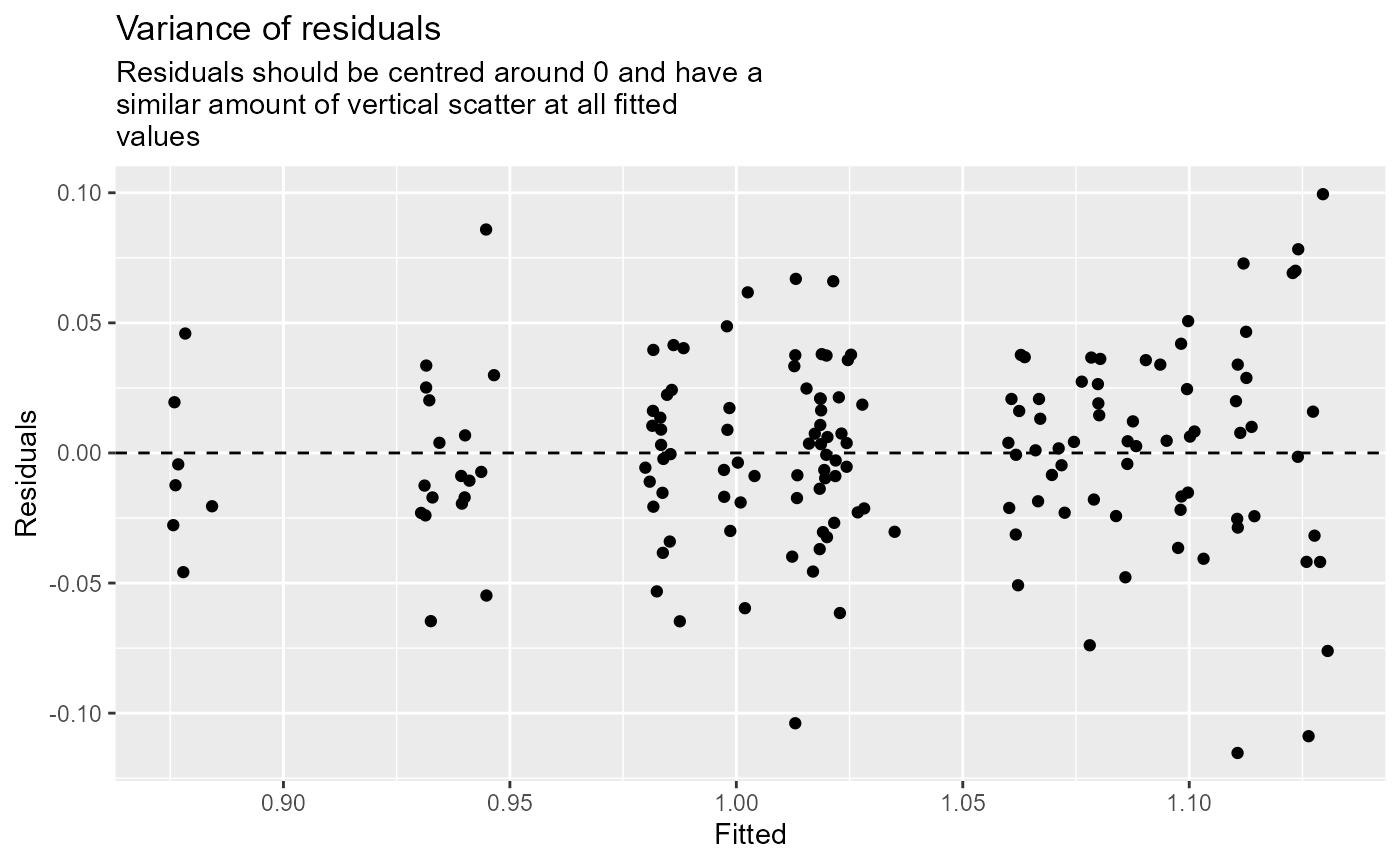 Variance of residuals
Residuals should be centred around 0 and have a
similar amount of vertical scatter at all fitted
values
0.10
0.05
0.00
-0.05
-0.10
Residuals
0.90 0.95 1.00 1.05 1.10
Fitted